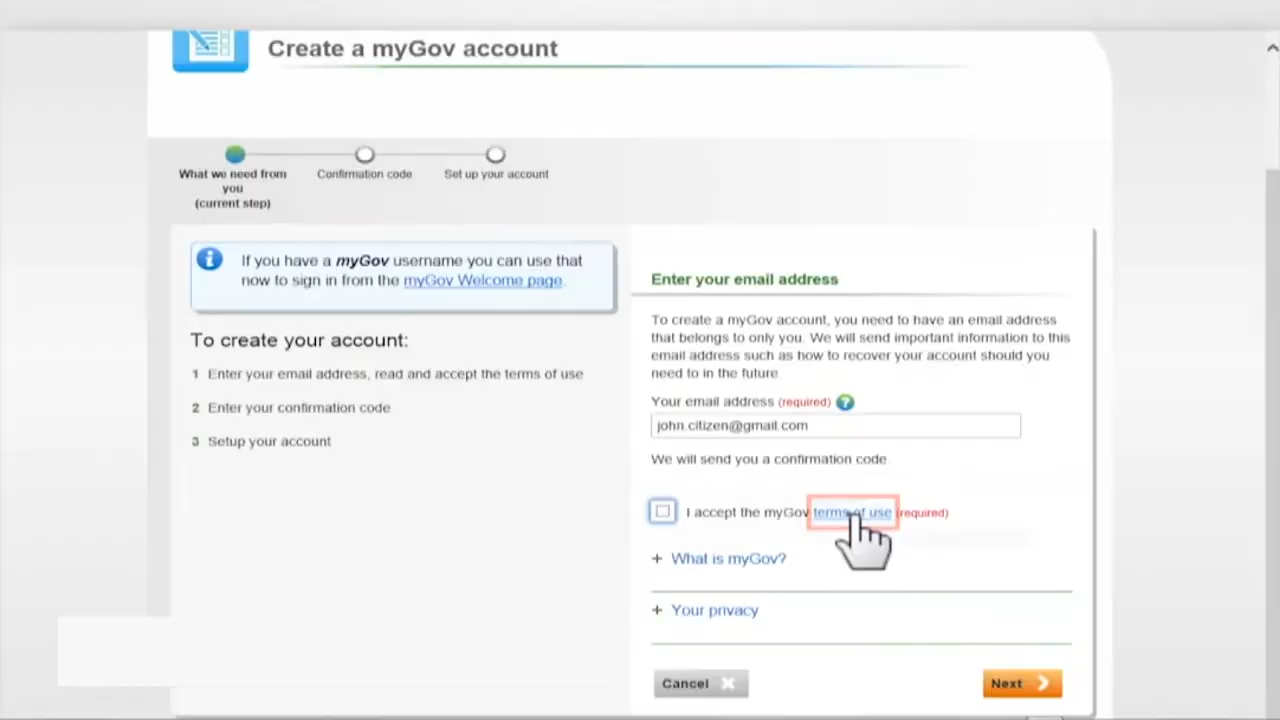 Create a myGov account
What we need from
you
(current step)
Confirmation code
Set up your account
If you have a myGov username you can use that
now to sign in from the myGov Welcome page.
To create your account:
1 Enter your email address, read and accept the terms of use
2 Enter your confirmation code
3 Setup your account
Enter your email address
To create a myGov account, you need to have an email address
that belongs to only you. We will send important information to this
email address such as how to recover your account should you
need to in the future.
Your email address (required) ?
john.citizen@gmail.com
We will send you a confirmation code.
I accept the myGov terms of use (required)
+ What is myGov?
+ Your privacy
Cancel
Next